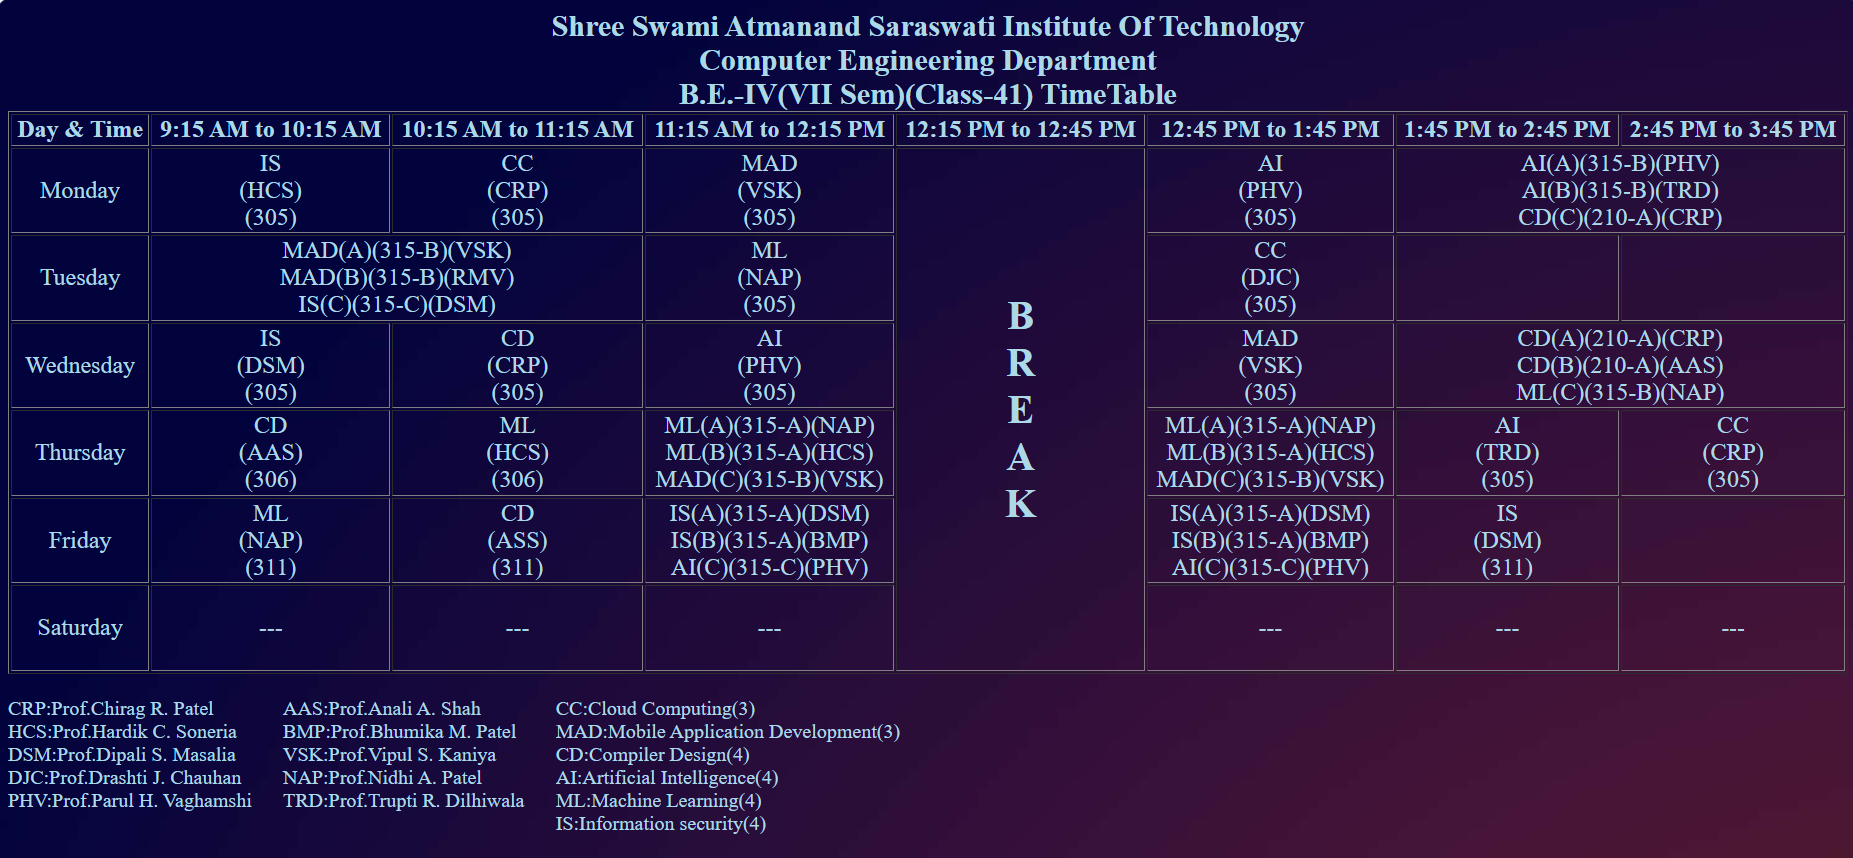 Shree Swami Atmanand Saraswati Institute Of Technology
Computer Engineering Department
B.E.-IV(VII Sem)(Class-41) TimeTable
Day & Time 9:15 AM to 10:15 AM 10:15 AM to 11:15 AM 11:15 AM to 12:15 PM 12:15 PM to 12:45 PM 12:45 PM to 1:45 PM 1:45 PM to 2:45 PM 2:45 PM to 3:45 PM
Monday
IS
(HCS)
(305)
CC
(CRP)
(305)
MAD
(VSK)
(305)
B
R
E
A
K
AI
(PHV)
(305)
AI(A)(315-B)(PHV)
AI(B)(315-B)(TRD)
CD(C)(210-A)(CRP)
Tuesday
MAD(A)(315-B)(VSK)
MAD(B)(315-B)(RMV)
IS(C)(315-C)(DSM)
ML
(NAP)
(305)
CC
(DJC)
(305)
Wednesday
IS
(DSM)
(305)
CD
(CRP)
(305)
AI
(PHV)
(305)
MAD
(VSK)
(305)
CD(A)(210-A)(CRP)
CD(B)(210-A)(AAS)
ML(C)(315-B)(NAP)
Thursday
CD
(AAS)
(306)
ML
(HCS)
(306)
ML(A)(315-A)(NAP)
ML(B)(315-A)(HCS)
MAD(C)(315-B)(VSK)
ML(A)(315-A)(NAP)
ML(B)(315-A)(HCS)
MAD(C)(315-B)(VSK)
AI
(TRD)
(305)
CC
(CRP)
(305)
Friday
ML
(NAP)
(311)
CD
(ASS)
(311)
IS(A)(315-A)(DSM)
IS(B)(315-A)(BMP)
AI(C)(315-C)(PHV)
IS(A)(315-A)(DSM)
IS(B)(315-A)(BMP)
AI(C)(315-C)(PHV)
IS
(DSM)
(311)
Saturday
---
---
---
---
---
---
CRP:Prof.Chirag R. Patel
HCS:Prof.Hardik C. Soneria
DSM:Prof.Dipali S. Masalia
DJC:Prof.Drashti J. Chauhan
PHV:Prof.Parul H. Vaghamshi
AAS:Prof.Anali A. Shah
BMP:Prof.Bhumika M. Patel
VSK:Prof.Vipul S. Kaniya
NAP:Prof.Nidhi A. Patel
TRD:Prof.Trupti R. Dilhiwala
CC:Cloud Computing(3)
MAD:Mobile Application Development(3)
CD:Compiler Design(4)
AI:Artificial Intelligence(4)
ML:Machine Learning(4)
IS:Information security(4)